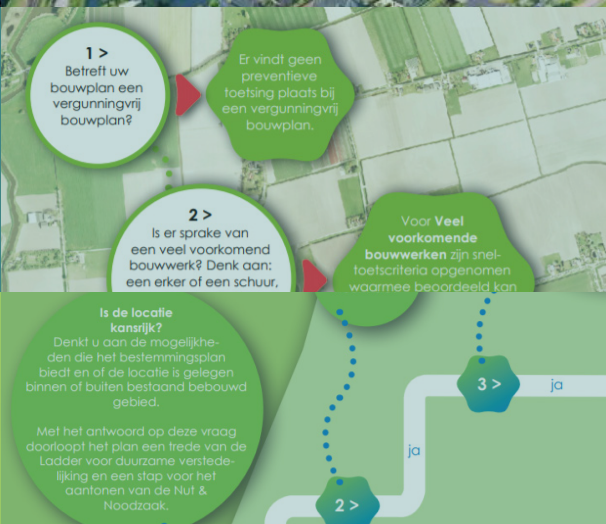 1 >
Betreft uw
bouwplan een
vergunningvrij
bouwplan?
Er vindt geen
preventieve
toetsing plaats bij
een vergunningvrij
bouwplan.
2 >
Is er sprake van
een veel voorkomend
bouwwerk? Denk aan:
een erker of een schuur,
Voor Veel
voorkomende
bouwwerken zijn snel-
toetscriteria opgenomen
waarmee beoordeeld kan
Is de locatie
kansrijk?
Denkt u aan de mogelijkhe-
den die het bestemmingsplan
biedt en of de locatie is gelegen
binnen of buiten bestaand bebouwd
gebied.
Met het antwoord op deze vraag
doorloopt het plan een trede van de
Ladder voor duurzame verstede-
lijking en een stap voor het
aantonen van de Nut &
Noodzaak.
3 >
ja
ja
2 >